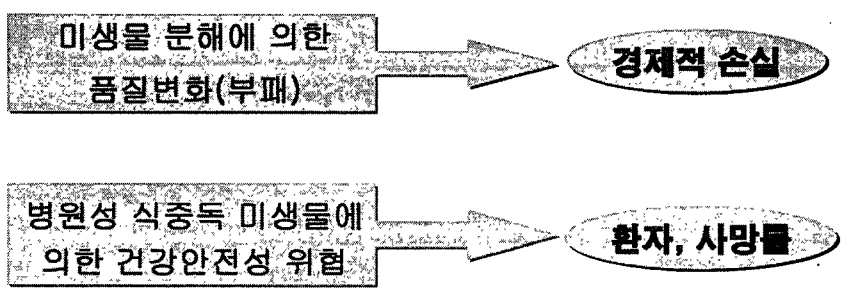 미생물 분해에 의한
품질변화(부패)
경제적 손실
병원성 식중독 미생물에
의한 건강안전성 위협
환자, 사망률